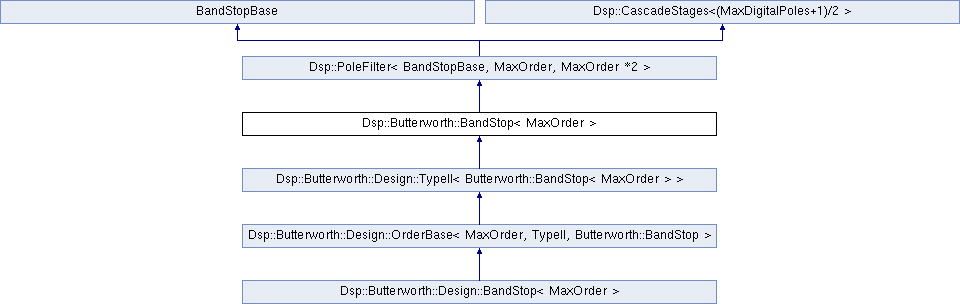 BandStopBase
Dsp::CascadeStages<(MaxDigitalPoles+1)/2 >
Dsp::PoleFilter< BandStopBase, MaxOrder, MaxOrder *2 >
Dsp::Butterworth::BandStop< MaxOrder >
Dsp::Butterworth::Design::TypeII< Butterworth::BandStop< MaxOrder > >
Dsp::Butterworth::Design::OrderBase< MaxOrder, TypeII, Butterworth::BandStop >
Dsp::Butterworth::Design::BandStop< MaxOrder >